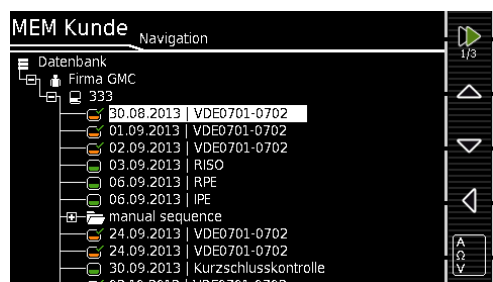 MEM Kunde Navigation
1/3
Datenbank
Firma GMC
333
30.08.2013 | VDE0701-0702
01.09.2013 | VDE0701-0702
02.09.2013 | VDE0701-0702
03.09.2013 | RISO
06.09.2013 | RPE
06.09.2013 | IPE
manual sequence
24.09.2013 | VDE0701-0702
24.09.2013 | VDE0701-0702
30.09.2013 | Kurzschlusskontrolle
A
Ω
V